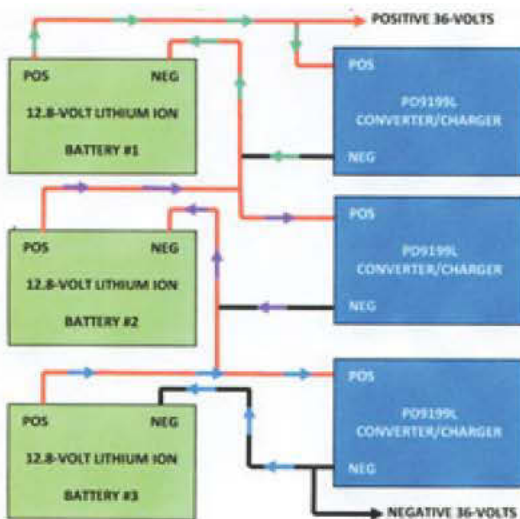 POSITIVE 36-VOLTS
POS NEG
12.8-VOLT LITHIUM ION
BATTERY #1
POS
PD9199L
CONVERTER/CHARGER
NEG
POS NEG
12.8-VOLT LITHIUM ION
BATTERY #2
POS
PD9199L
CONVERTER/CHARGER
NEG
POS NEG
12.8-VOLT LITHIUM ION
BATTERY #3
POS
PD9199L
CONVERTER/CHARGER
NEG
NEGATIVE 36-VOLTS